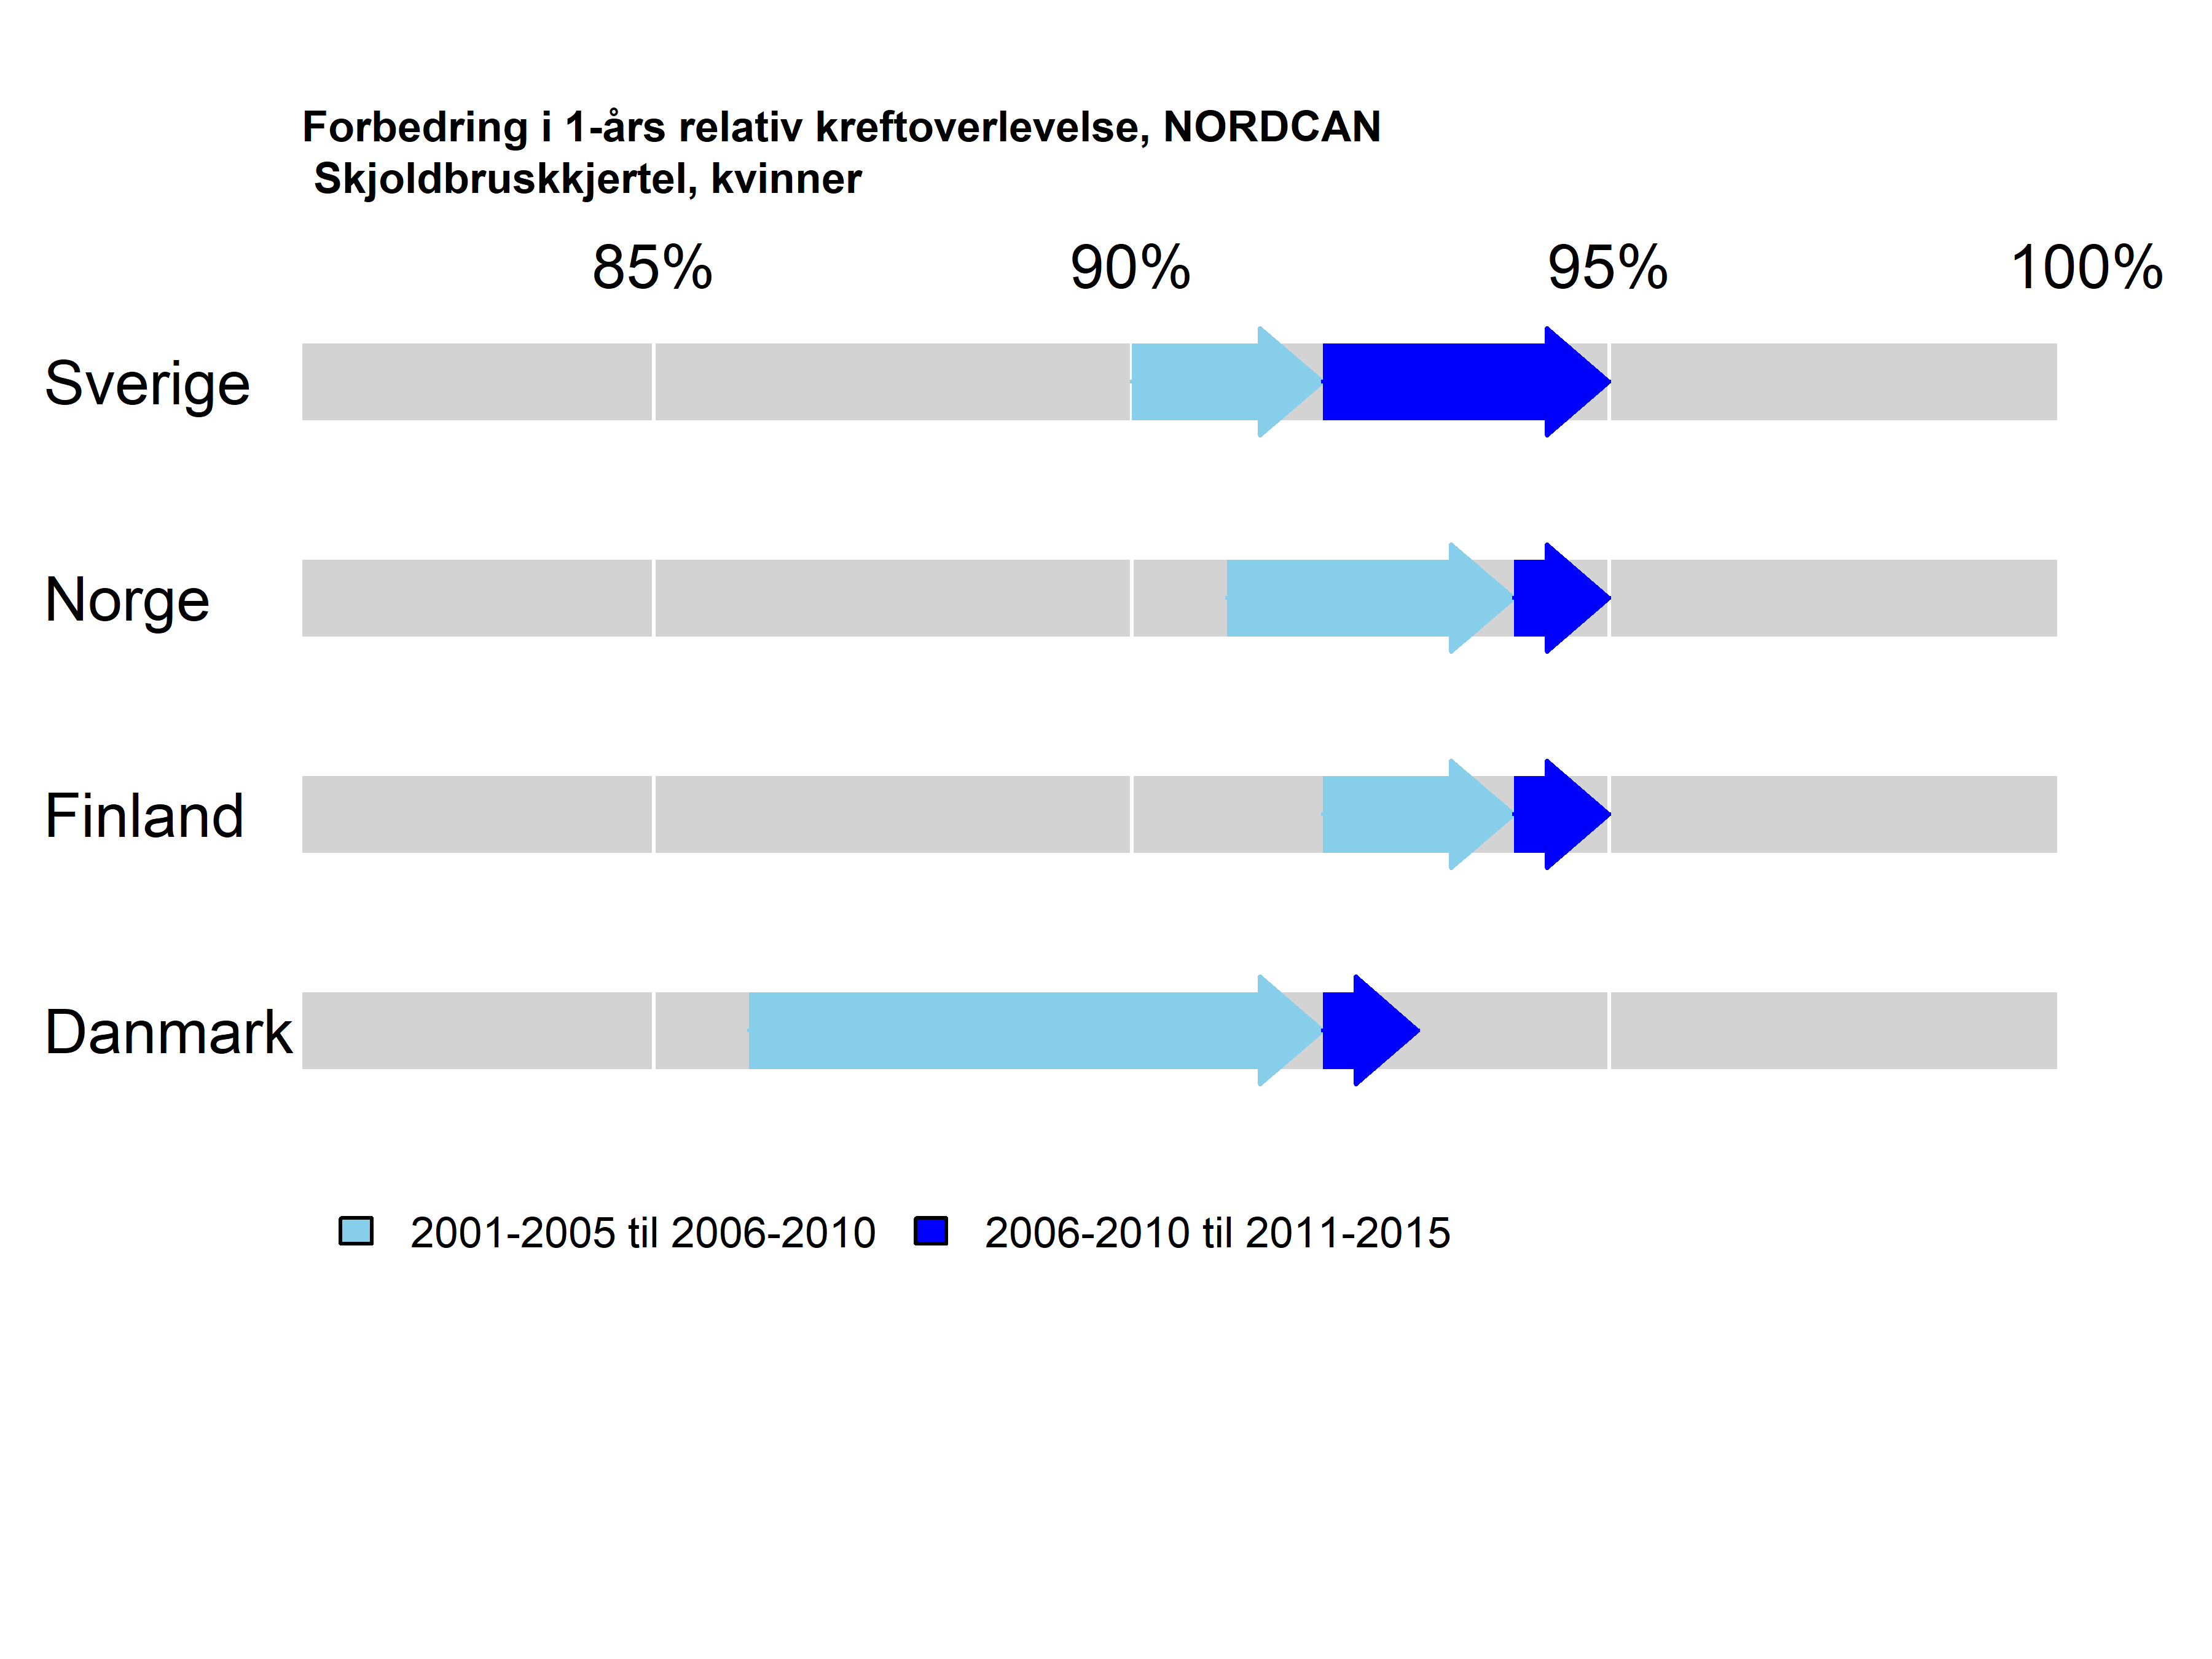 Forbedring i 1-års relativ kreftoverlevelse, NORDCAN
Skjoldbruskkjertel, kvinner
85% 90% 95% 100%
Sverige
Norge
Finland
Danmark
2001-2005 til 2006-2010 2006-2010 til 2011-2015